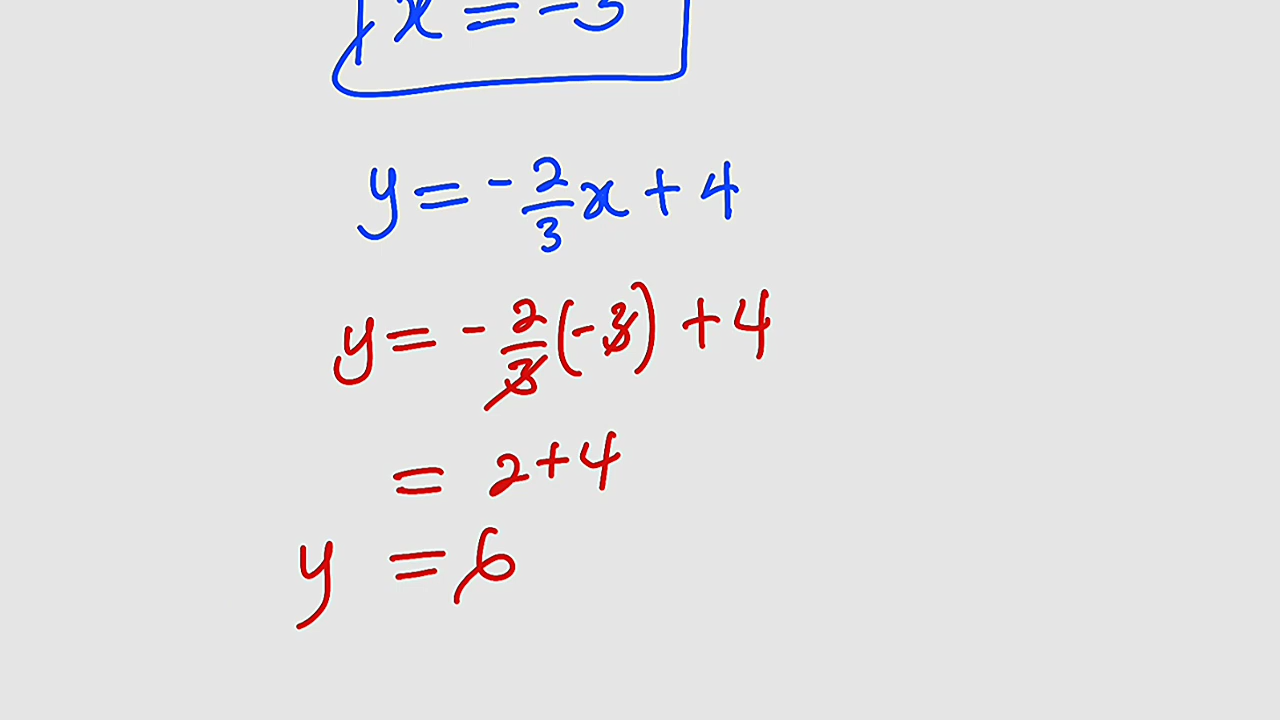 x = -3
y = -2/3x + 4
y = -2/3(-3) + 4
= 2+4
y = 6